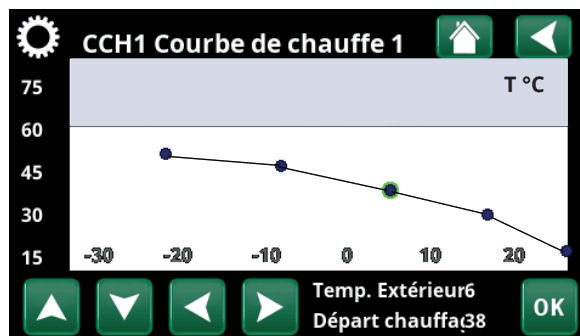 CCH1 Courbe de chauffe 1
T °C
75
60
45
30
15
-30 -20 -10 0 10 20
Temp. Extérieur6
Départ chauffag38
OK